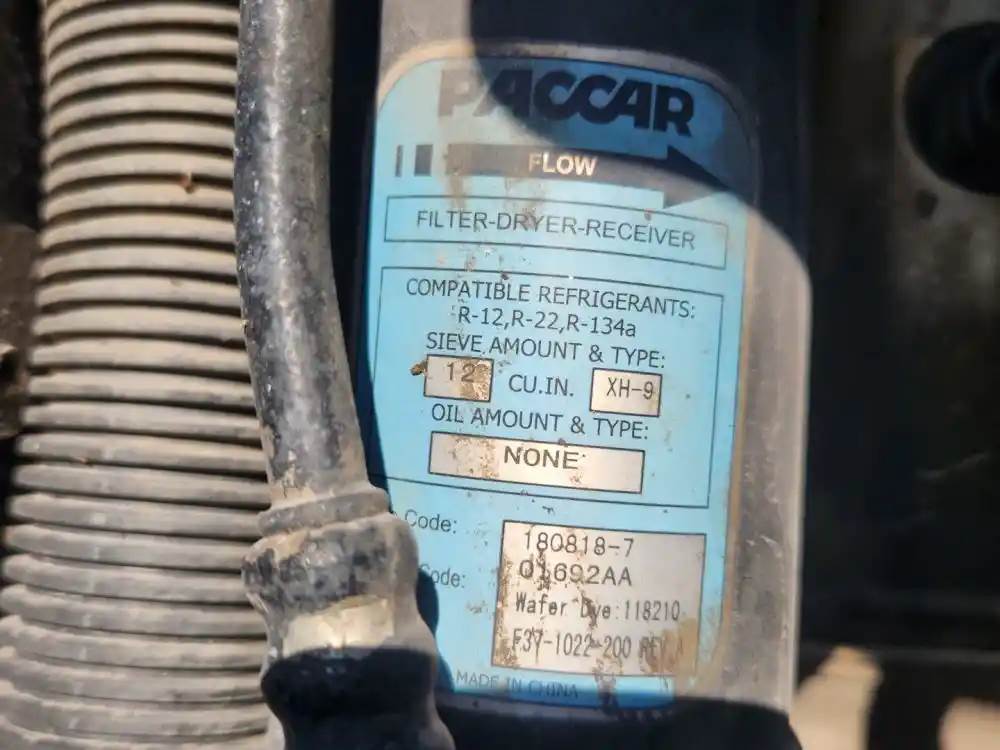 PACCAR
FLOW
FILTER-DRYER-RECEIVER
COMPATIBLE REFRIGERANTS:
R-12,R-22,R-134a
SIEVE AMOUNT & TYPE:
12 CU.IN. XH-9
OIL AMOUNT & TYPE:
NONE
Code: 180818-7
Code: 01692AA
Wafer Dye:118210
F37-1022-200 REV
MADE IN CHINA